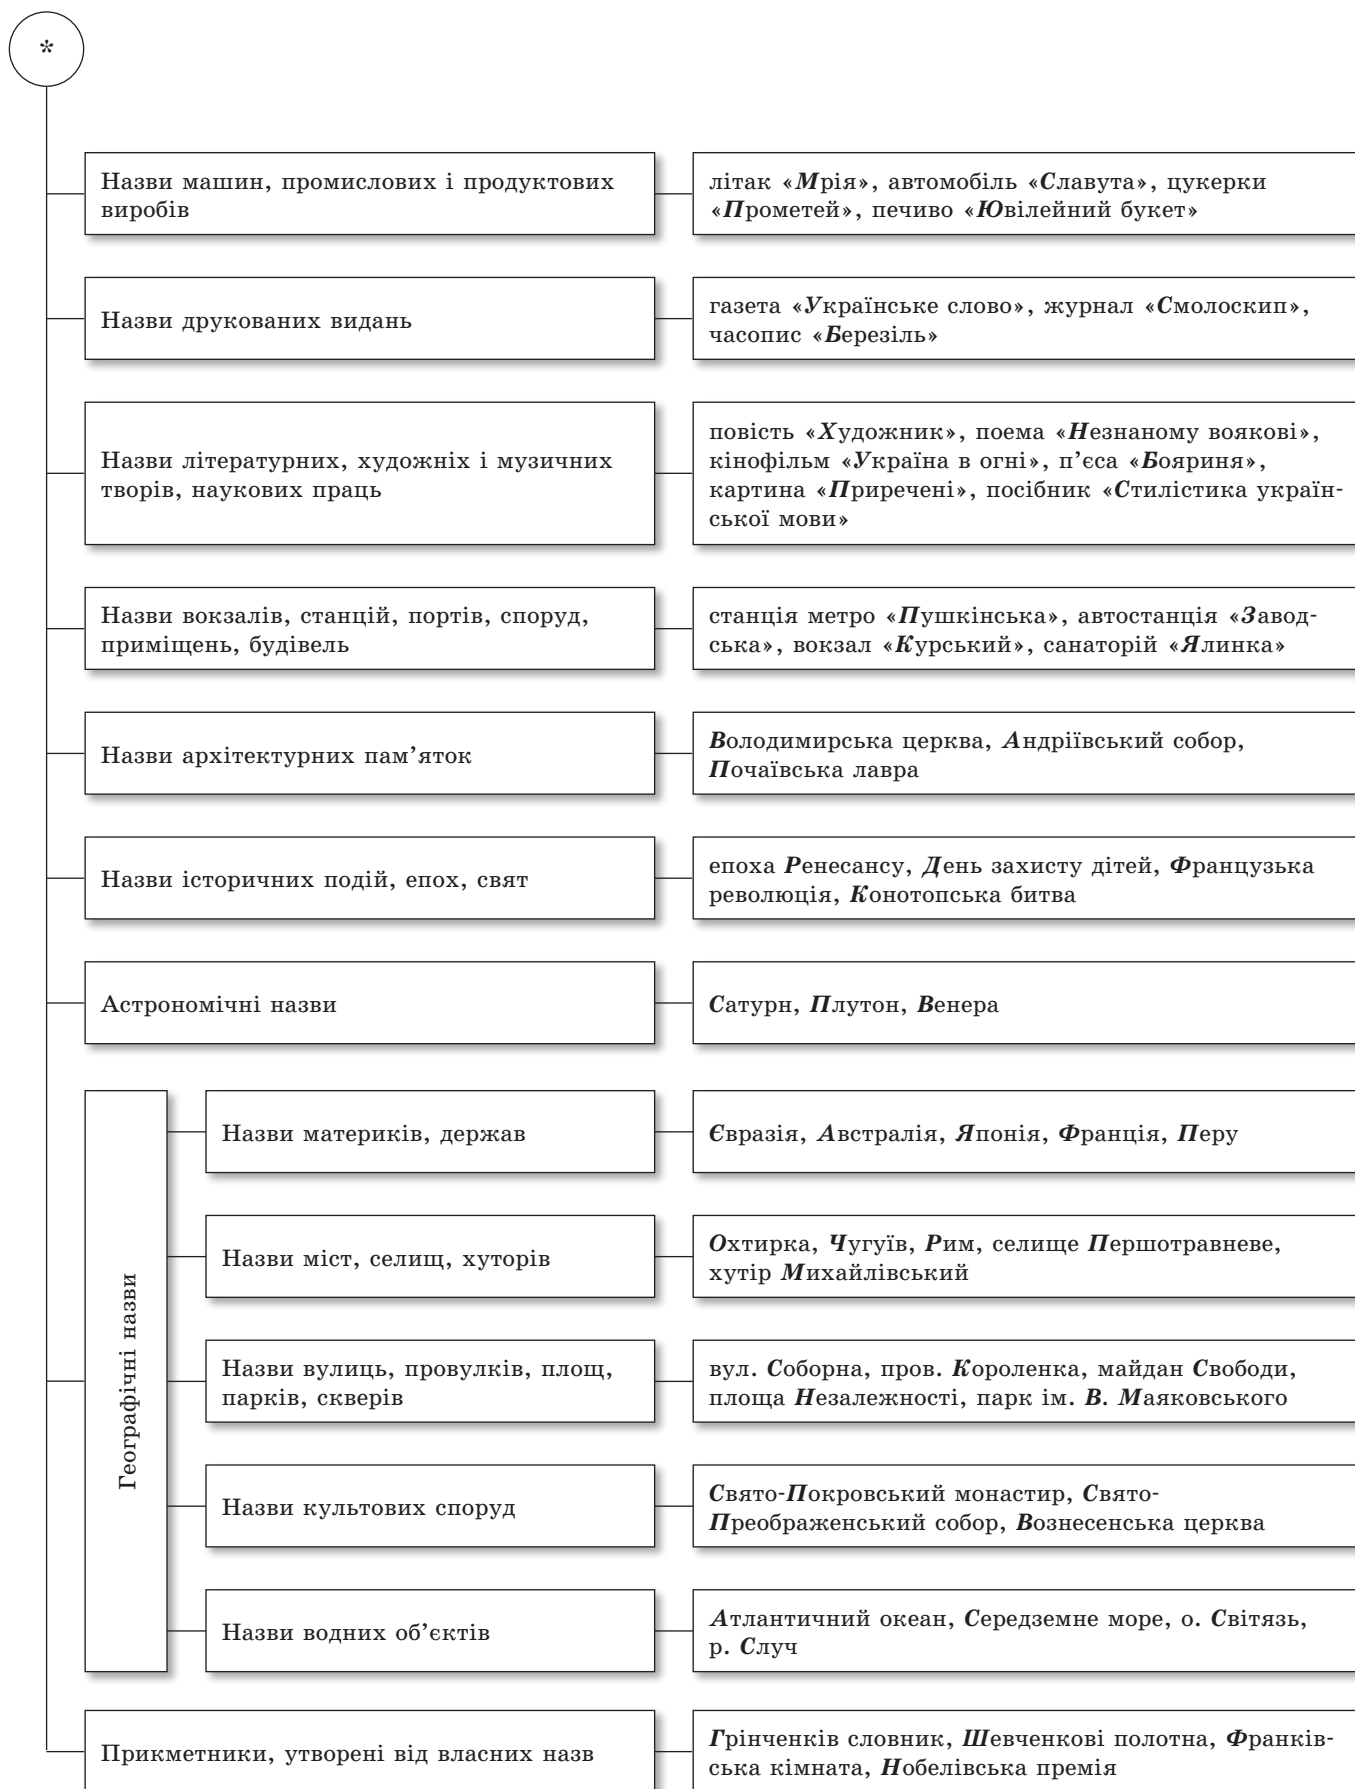 *
Назви машин, промислових і продуктових
виробів
літак «Мрія», автомобіль «Славута», цукерки
«Прометей», печиво «Ювілейний букет»
Назви друкованих видань
газета «Українське слово», журнал «Смолоскип»,
часопис «Березіль»
Назви літературних, художніх і музичних
творів, наукових праць
повість «Художник», поема «Незнаному воякові»,
кінофільм «Україна в огні», п’єса «Бояриня»,
картина «Приречені», посібник «Стилістика україн-
ської мови»
Назви вокзалів, станцій, портів, споруд,
приміщень, будівель
станція метро «Пушкінська», автостанція «Завод-
ська», вокзал «Курський», санаторій «Ялинка»
Назви архітектурних пам’яток
Володимирська церква, Андріївський собор,
Почаївська лавра
Назви історичних подій, епох, свят
епоха Ренесансу, День захисту дітей, Французька
революція, Конотопська битва
Астрономічні назви
Сатурн, Плутон, Венера
Географічні назви
Назви материків, держав
Євразія, Австралія, Японія, Франція, Перу
Назви міст, селищ, хуторів
Охтирка, Чугуїв, Рим, селище Першотравневе,
хутір Михайлівський
Назви вулиць, провулків, площ,
парків, скверів
вул. Соборна, пров. Короленка, майдан Свободи,
площа Незалежності, парк ім. В. Маяковського
Назви культових споруд
Свято-Покровський монастир, Свято-
Преображенський собор, Вознесенська церква
Назви водних об’єктів
Атлантичний океан, Середземне море, о. Світязь,
р. Случ
Прикметники, утворені від власних назв
Грінченків словник, Шевченкові полотна, Франків-
ська кімната, Нобелівська премія